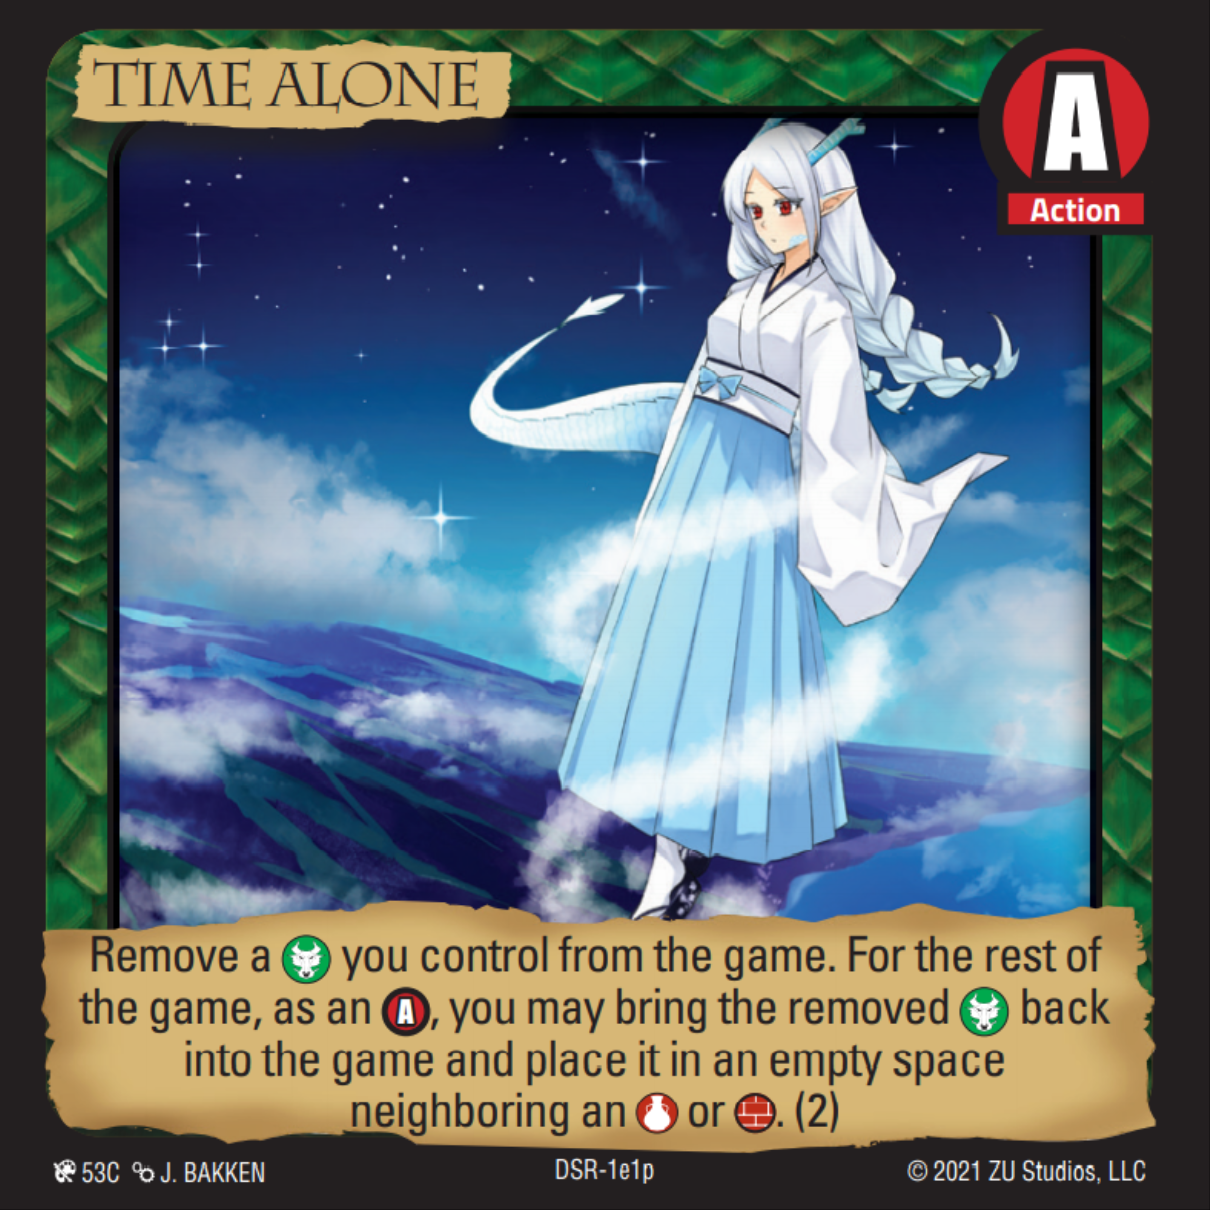 TIME ALONE
A
Action
Remove a you control from the game. For the rest of
the game, as an A, you may bring the removed back
into the game and place it in an empty space
neighboring an or . (2)
53C J. BAKKEN
DSR-1e1p
© 2021 ZU Studios, LLC